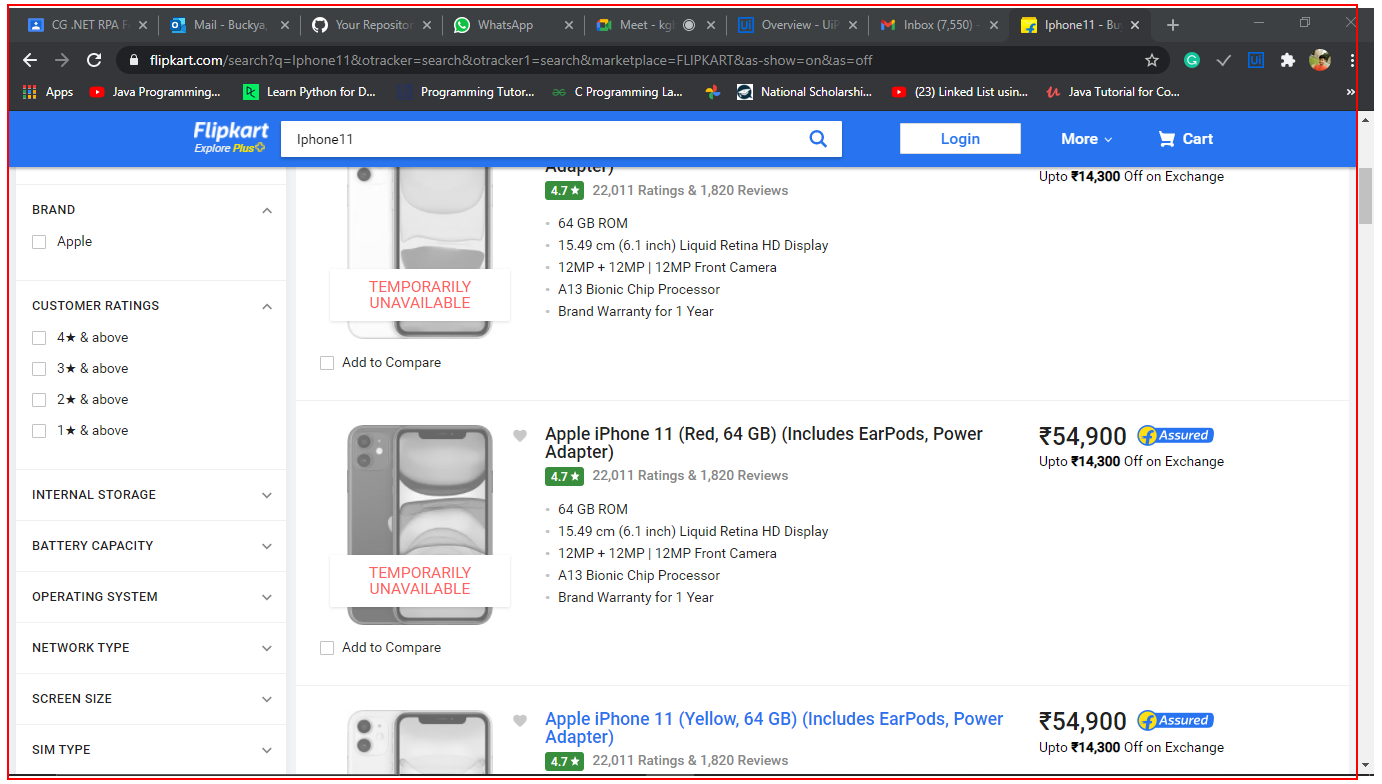 CG .NET RPA F
Mail - Buckya,
Your Repositor
WhatsApp
Meet - kg
Overview - UiP
Inbox (7,550) -
Iphone11 - Bu
flipkart.com/search?q=Iphone11&otracker=search&otracker1=search&marketplace=FLIPKART&as-show=on&as=off
Apps
Java Programming...
Learn Python for D...
Programming Tutor...
C Programming La...
National Scholarshi...
(23) Linked List usin...
Java Tutorial for Co...
Flipkart
Explore Plus
Iphone11
Login
More
Cart
BRAND
Apple
CUSTOMER RATINGS
4★ & above
3★ & above
2★ & above
1★ & above
INTERNAL STORAGE
BATTERY CAPACITY
OPERATING SYSTEM
NETWORK TYPE
SCREEN SIZE
SIM TYPE
Adapter)
4.7★ 22,011 Ratings & 1,820 Reviews
64 GB ROM
15.49 cm (6.1 inch) Liquid Retina HD Display
12MP + 12MP | 12MP Front Camera
A13 Bionic Chip Processor
Brand Warranty for 1 Year
Upto ₹14,300 Off on Exchange
TEMPORARILY
UNAVAILABLE
Add to Compare
Apple iPhone 11 (Red, 64 GB) (Includes EarPods, Power
Adapter)
4.7★ 22,011 Ratings & 1,820 Reviews
64 GB ROM
15.49 cm (6.1 inch) Liquid Retina HD Display
12MP + 12MP | 12MP Front Camera
A13 Bionic Chip Processor
Brand Warranty for 1 Year
₹54,900 Assured
Upto ₹14,300 Off on Exchange
TEMPORARILY
UNAVAILABLE
Add to Compare
Apple iPhone 11 (Yellow, 64 GB) (Includes EarPods, Power
Adapter)
4.7★ 22,011 Ratings & 1,820 Reviews
₹54,900 Assured
Upto ₹14,300 Off on Exchange